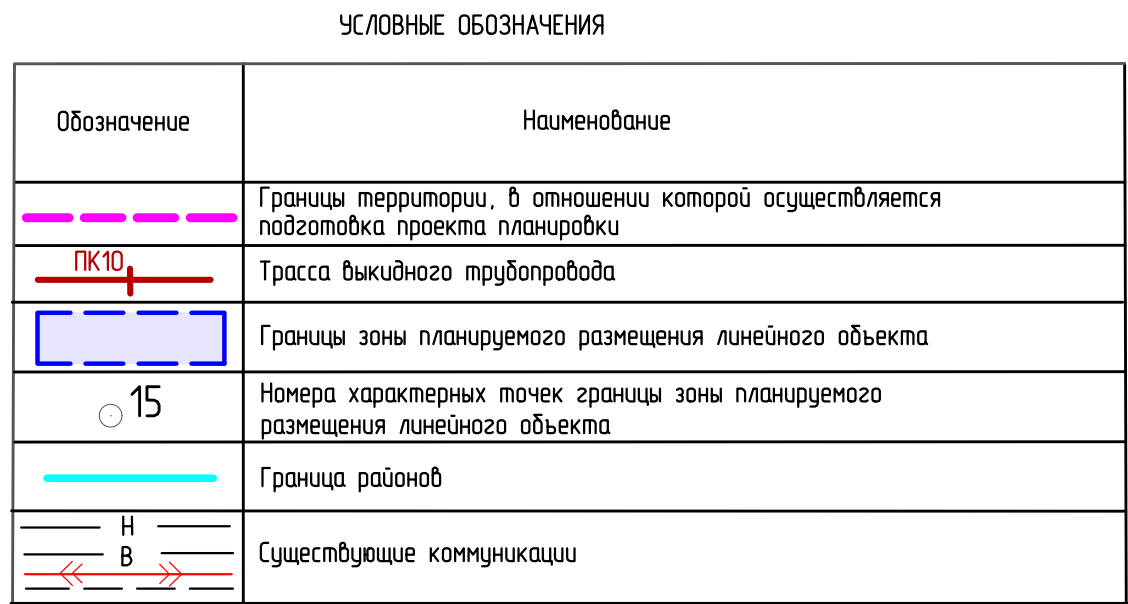 УСЛОВНЫЕ ОБОЗНАЧЕНИЯ
Обозначение
Наименование
Границы территории, в отношении которой осуществляется
подготовка проекта планировки
ПК10
Трасса выкидного трубопровода
Границы зоны планируемого размещения линейного объекта
15
Номера характерных точек границы зоны планируемого
размещения линейного объекта
Граница районов
Н
В
Существующие коммуникации